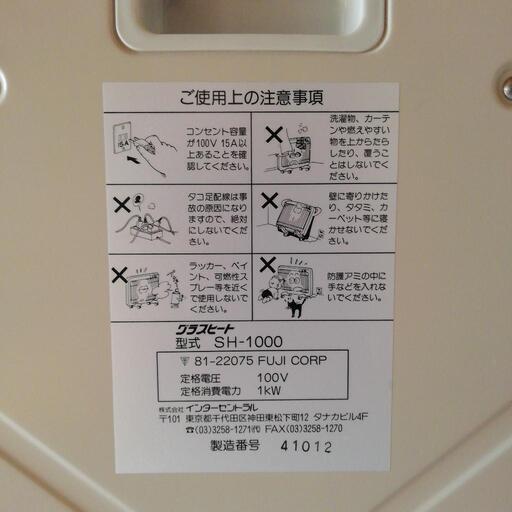 ご使用上の注意事項
コンセント容量
が100V 15A以
上あることを確
認してください。
15A
洗濯物、カーテ
ンや燃えやすい
物を上からたら
したり、覆うこ
とはしないでく
ださい。
タコ足配線は事
故の原因になり
ますので、絶対
にしないでくだ
さい。
壁に寄りかけた
り、タタミ、カ
ーペット等に寝
かせないでくだ
さい。
ラッカー、ペイ
ント、可燃性ス
プレー等を近く
で使用しないで
ください。
防護アミの中に
手などを入れな
いでください。
グラスヒート
型式 SH-1000
〒 81-22075 FUJI CORP
定格電圧 100V
定格消費電力 1kW
株式会社 インターセントラル
〒101 東京都千代田区神田東松下町12 タナカビル4F
☎(03)3258-1271㈹ FAX(03)3258-1270
製造番号 41012